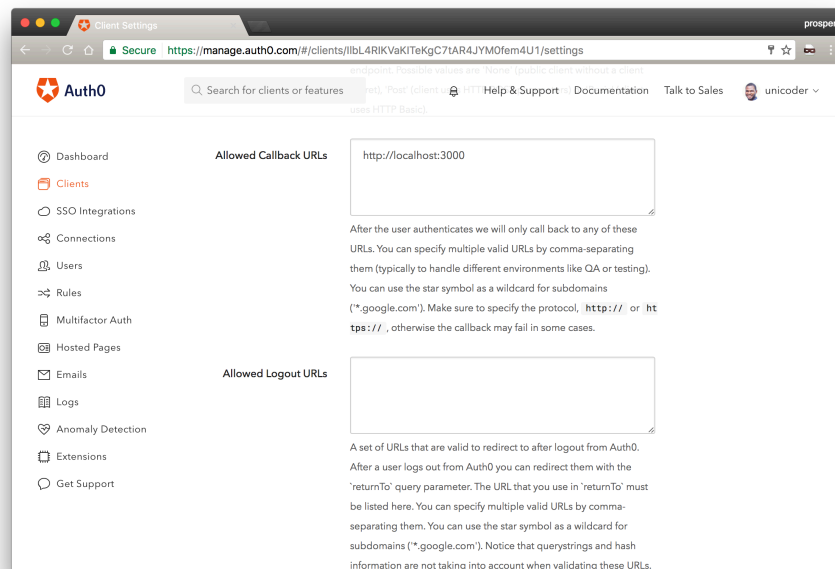 Client Settings
prosper
Secure https://manage.auth0.com/#/clients/IlbL4RIKVaKITeKgC7tAR4JYM0fem4U1/settings
endpoint. Possible values are 'None' (public client without a client
Auth0
Search for clients or features
Help & Support
Documentation
Talk to Sales
unicoder
uses HTTP Basic).
Dashboard
Clients
SSO Integrations
Connections
Users
Rules
Multifactor Auth
Hosted Pages
Emails
Logs
Anomaly Detection
Extensions
Get Support
Allowed Callback URLs
http://localhost:3000
After the user authenticates we will only call back to any of these
URLs. You can specify multiple valid URLs by comma-separating
them (typically to handle different environments like QA or testing).
You can use the star symbol as a wildcard for subdomains
('*.google.com'). Make sure to specify the protocol, http:// or ht
tps:// , otherwise the callback may fail in some cases.
Allowed Logout URLs
A set of URLs that are valid to redirect to after logout from Auth0.
After a user logs out from Auth0 you can redirect them with the
`returnTo` query parameter. The URL that you use in `returnTo` must
be listed here. You can specify multiple valid URLs by comma-
separating them. You can use the star symbol as a wildcard for
subdomains ('*.google.com'). Notice that querystrings and hash
information are not taking into account when validating these URLs.